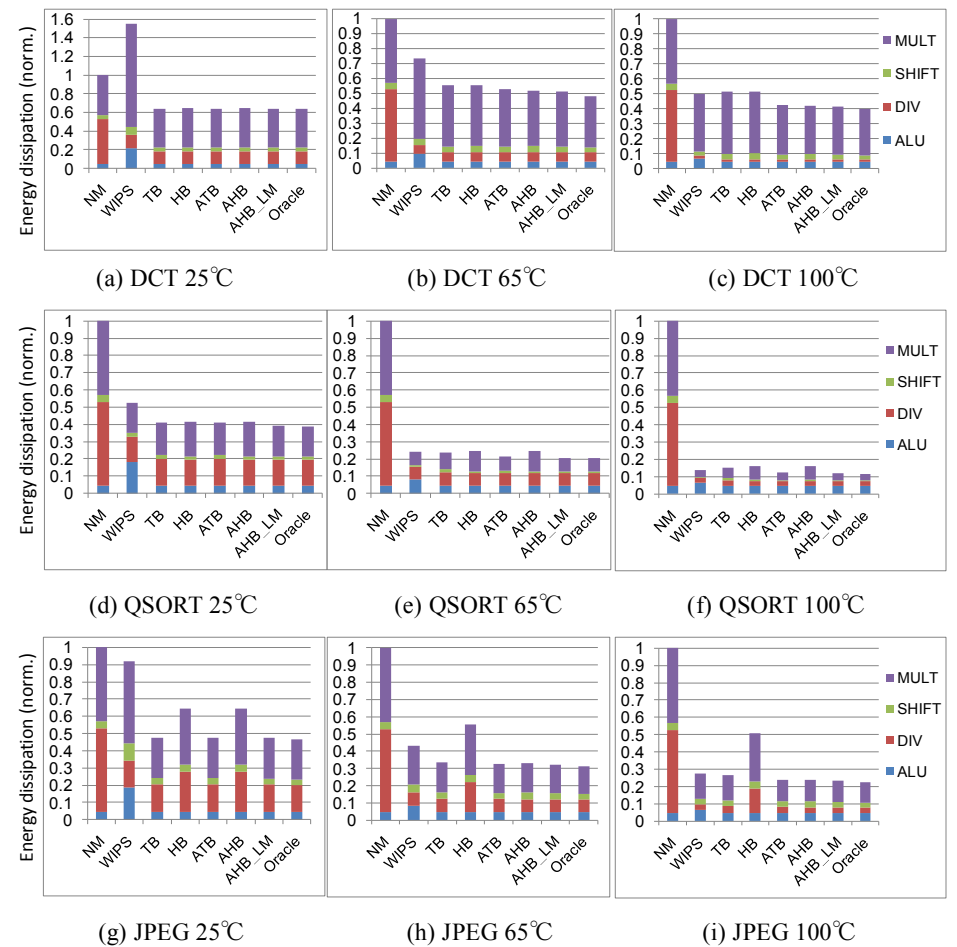 Energy dissipation (norm.)
1.6
1.4
1.2
1
0.8
0.6
0.4
0.2
0
NM WIPS TB HB ATB AHB AHB_LM Oracle
(a) DCT 25℃
1
0.9
0.8
0.7
0.6
0.5
0.4
0.3
0.2
0.1
0
NM WIPS TB HB ATB AHB AHB_LM Oracle
(b) DCT 65℃
1
0.9
0.8
0.7
0.6
0.5
0.4
0.3
0.2
0.1
0
NM WIPS TB HB ATB AHB AHB_LM Oracle
MULT
SHIFT
DIV
ALU
(c) DCT 100℃
Energy dissipation (norm.)
1
0.9
0.8
0.7
0.6
0.5
0.4
0.3
0.2
0.1
0
NM WIPS TB HB ATB AHB AHB_LM Oracle
(d) QSORT 25℃
1
0.9
0.8
0.7
0.6
0.5
0.4
0.3
0.2
0.1
0
NM WIPS TB HB ATB AHB AHB_LM Oracle
(e) QSORT 65℃
1
0.9
0.8
0.7
0.6
0.5
0.4
0.3
0.2
0.1
0
NM WIPS TB HB ATB AHB AHB_LM Oracle
MULT
SHIFT
DIV
ALU
(f) QSORT 100℃
Energy dissipation (norm.)
1
0.9
0.8
0.7
0.6
0.5
0.4
0.3
0.2
0.1
0
NM WIPS TB HB ATB AHB AHB_LM Oracle
(g) JPEG 25℃
1
0.9
0.8
0.7
0.6
0.5
0.4
0.3
0.2
0.1
0
NM WIPS TB HB ATB AHB AHB_LM Oracle
(h) JPEG 65℃
1
0.9
0.8
0.7
0.6
0.5
0.4
0.3
0.2
0.1
0
NM WIPS TB HB ATB AHB AHB_LM Oracle
MULT
SHIFT
DIV
ALU
(i) JPEG 100℃